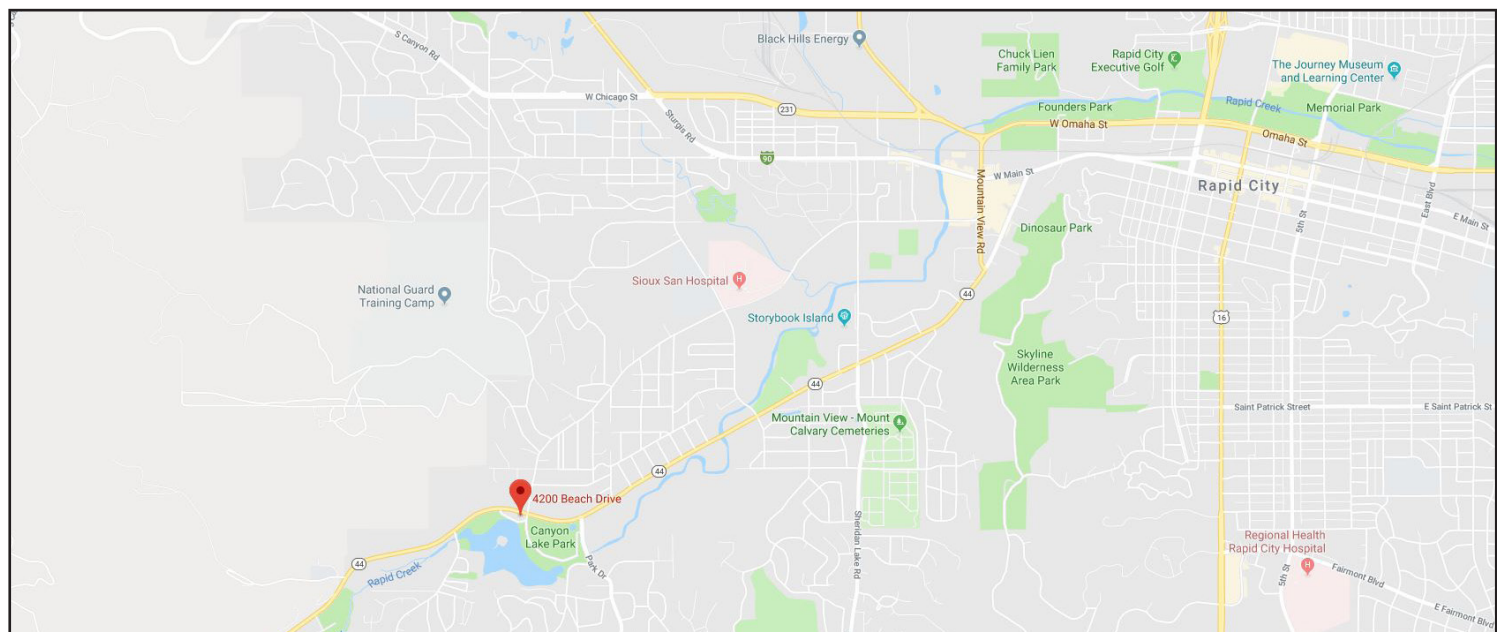 S Canyon Rd
Black Hills Energy
Chuck Lien
Family Park
Rapid City
Executive Golf
The Journey Museum
and Learning Center
W Chicago St
231
Founders Park
Rapid Creek
Memorial Park
Sturgis Rd
W Omaha St
Omaha St
90
W Main St
Mountain View Rd
Rapid City
5th St
East Blvd
E Main St
Dinosaur Park
Sioux San Hospital
H
National Guard
Training Camp
44
Storybook Island
16
Skyline
Wilderness
Area Park
44
Saint Patrick Street
E Saint Patrick St
Mountain View - Mount
Calvary Cemeteries
44
4200 Beach Drive
Canyon
Lake Park
Sheridan Lake Rd
Regional Health
Rapid City Hospital
H
44
Rapid Creek
Park Dr
5th St
Fairmont Blvd
E Fairmont Blvd